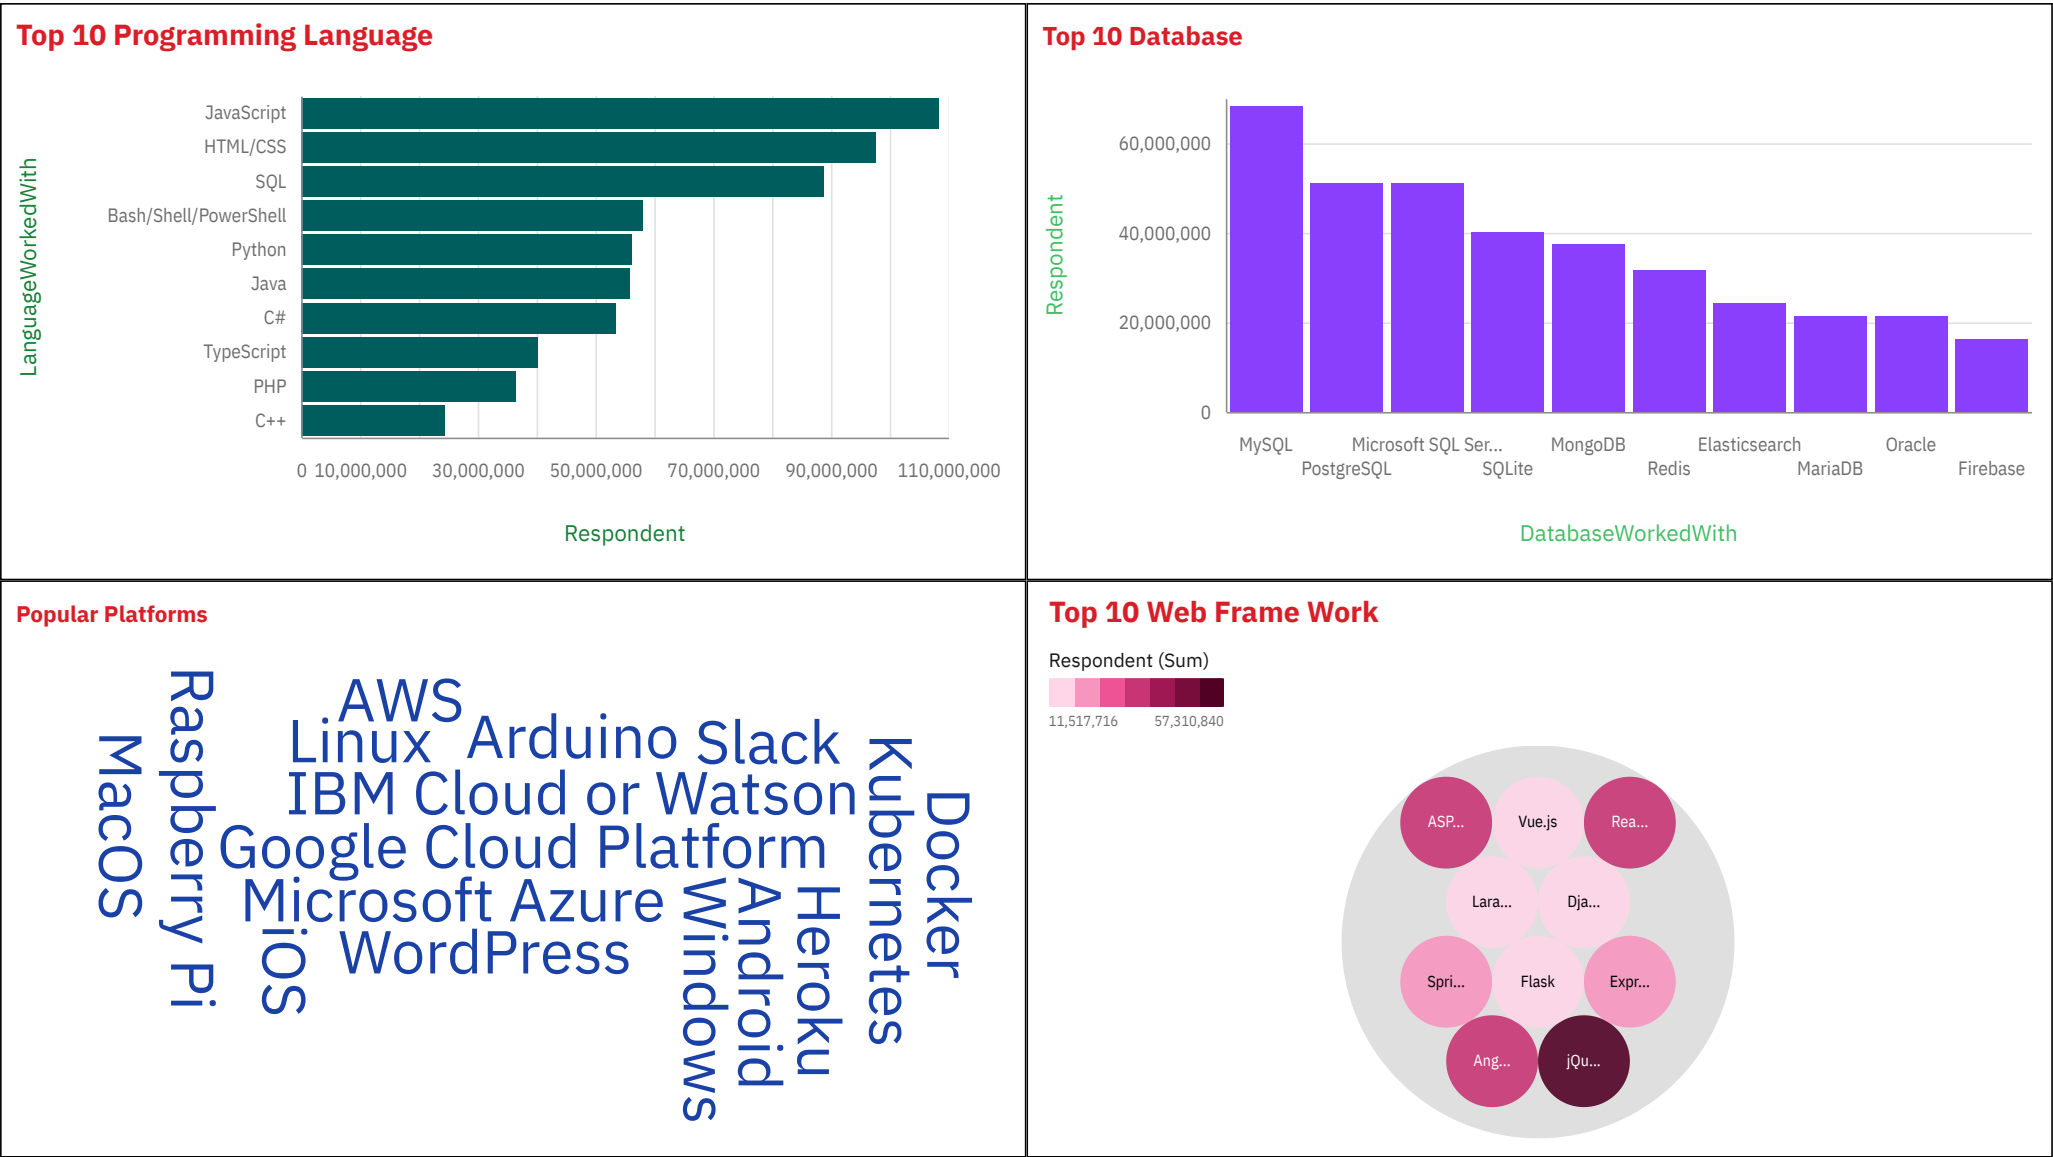 Top 10 Programming Language
LanguageWorkedWith
JavaScript
HTML/CSS
SQL
Bash/Shell/PowerShell
Python
Java
C#
TypeScript
PHP
C++
0 10,000,000 30,000,000 50,000,000 70,000,000 90,000,000 110,000,000
Respondent
Top 10 Database
Respondent
60,000,000
40,000,000
20,000,000
0
MySQL Microsoft SQL Ser... MongoDB Elasticsearch Oracle
PostgreSQL SQLite Redis MariaDB Firebase
DatabaseWorkedWith
Popular Platforms
MacOS
Raspberry Pi
AWS
Linux
Arduino
Slack
IBM Cloud or Watson
Google Cloud Platform
Microsoft Azure
iOS
WordPress
Windows
Android
Heroku
Kubernetes
Docker
Top 10 Web Frame Work
Respondent (Sum)
11,517,716 57,310,840
ASP... Vue.js Rea...
Lara... Dja...
Spri... Flask Expr...
Ang... jQu...